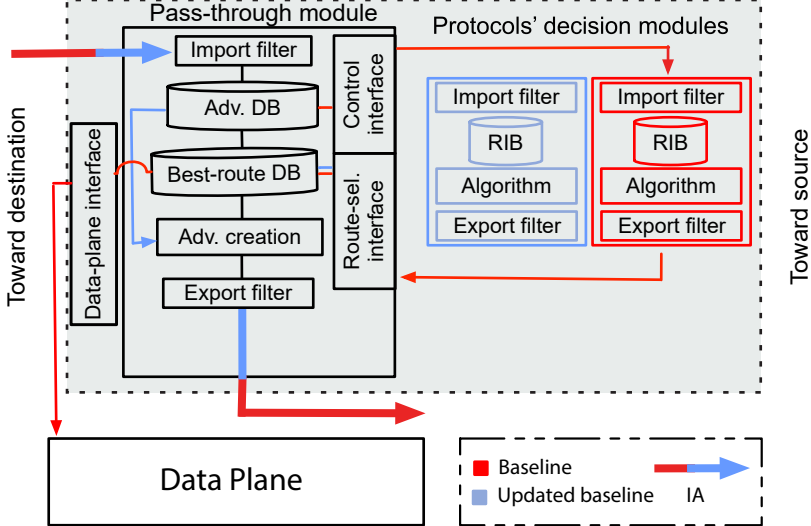 Pass-through module
Protocols’ decision modules
Import filter
Adv. DB
Best-route DB
Adv. creation
Export filter
Control
interface
Route-sel.
interface
Data-plane interface
Toward destination
Import filter
RIB
Algorithm
Export filter
Import filter
RIB
Algorithm
Export filter
Toward source
Data Plane
Baseline
Updated baseline
IA